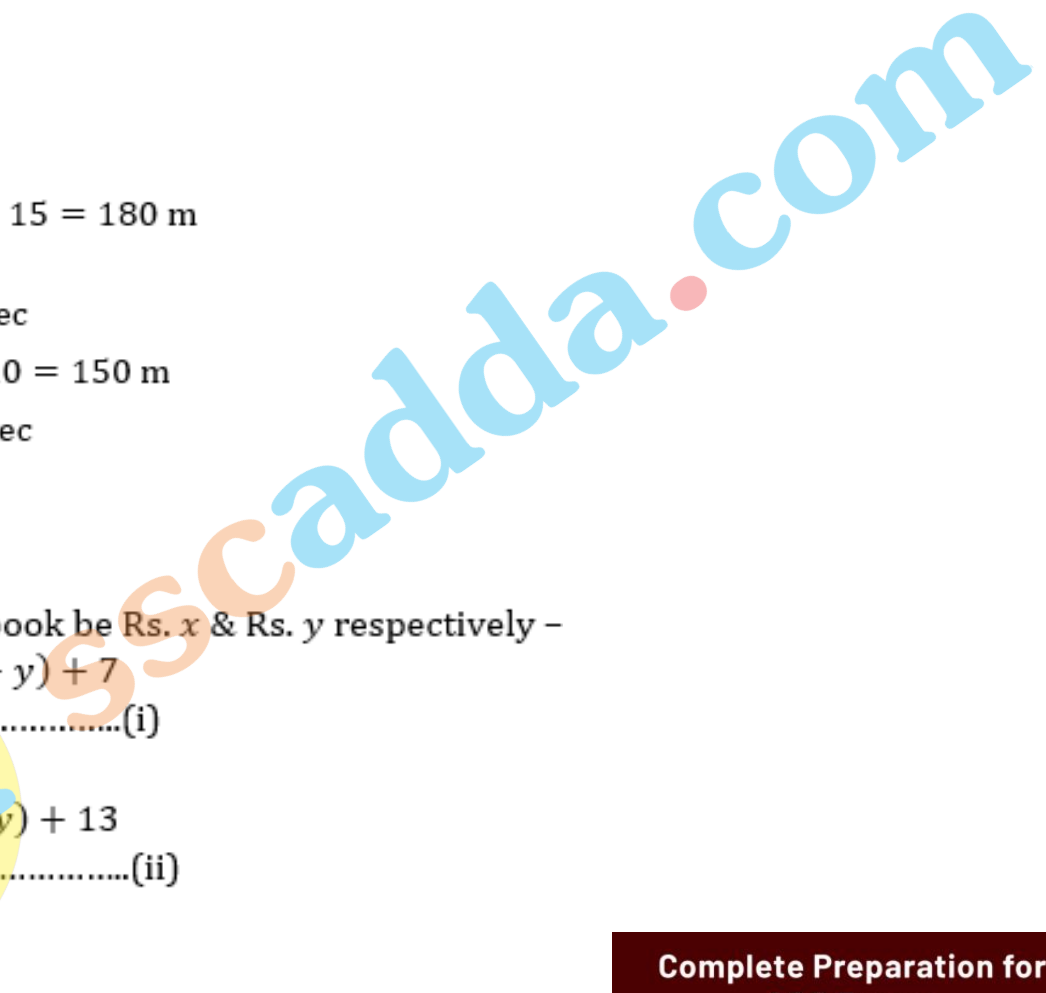 15 = 180 m
ec
0 = 150 m
ec
ook be Rs. x & Rs. y respectively –
y) + 7
..............(i)
y) + 13
..............(ii)
sscadda.com
Complete Preparation for